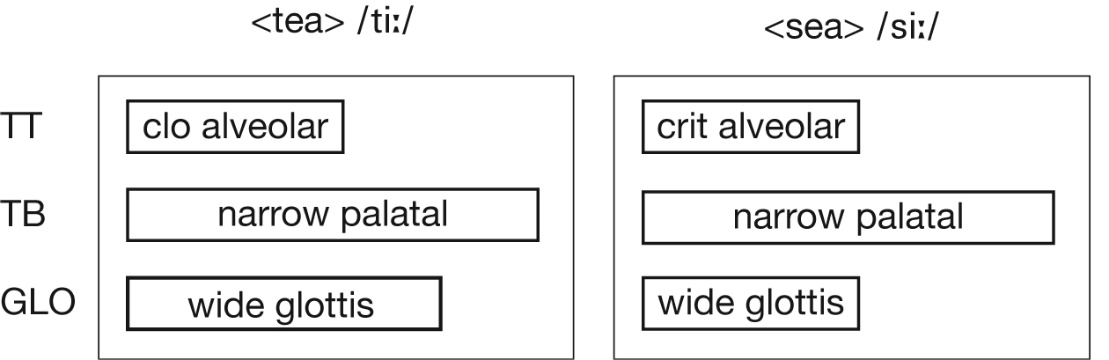 <tea> /tiː/ <sea> /siː/
TT clo alveolar crit alveolar
TB narrow palatal narrow palatal
GLO wide glottis wide glottis